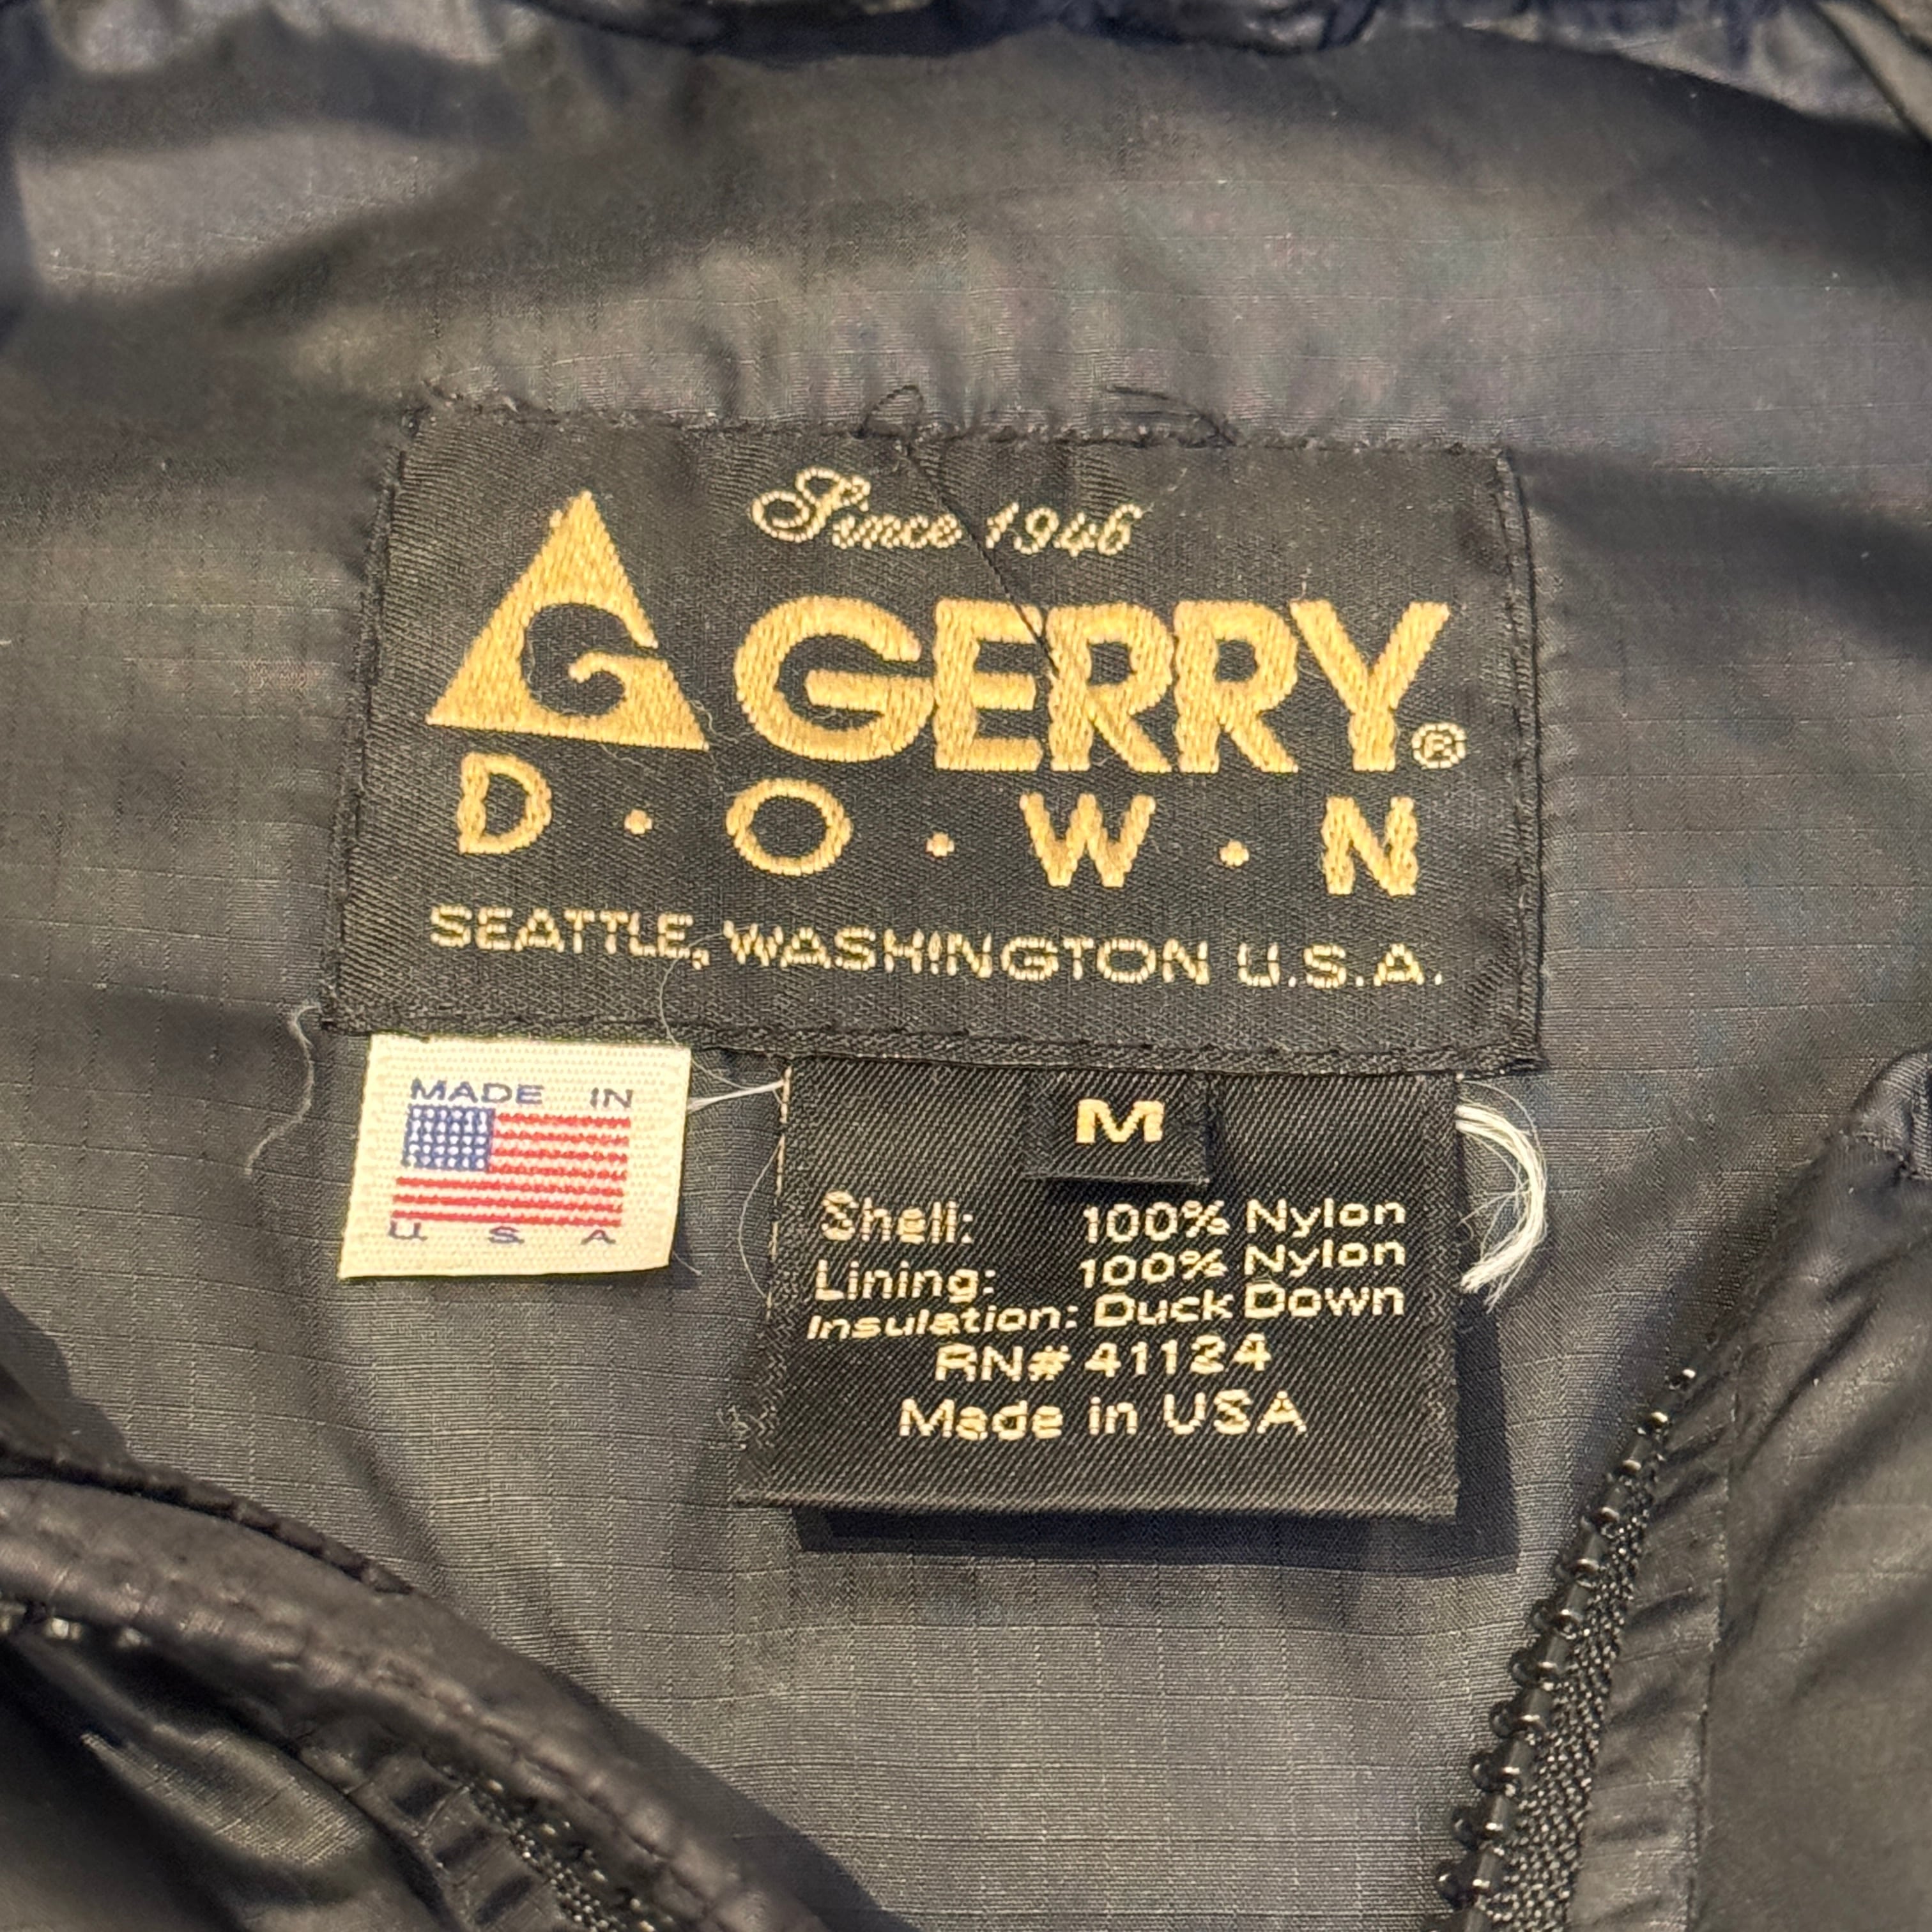 Since 1946
G GERRY®
D·O·W·N
SEATTLE, WASHINGTON U.S.A.
MADE IN
U S A
M
Shell: 100% Nylon
Lining: 100% Nylon
Insulation: Duck Down
RN# 41124
Made in USA